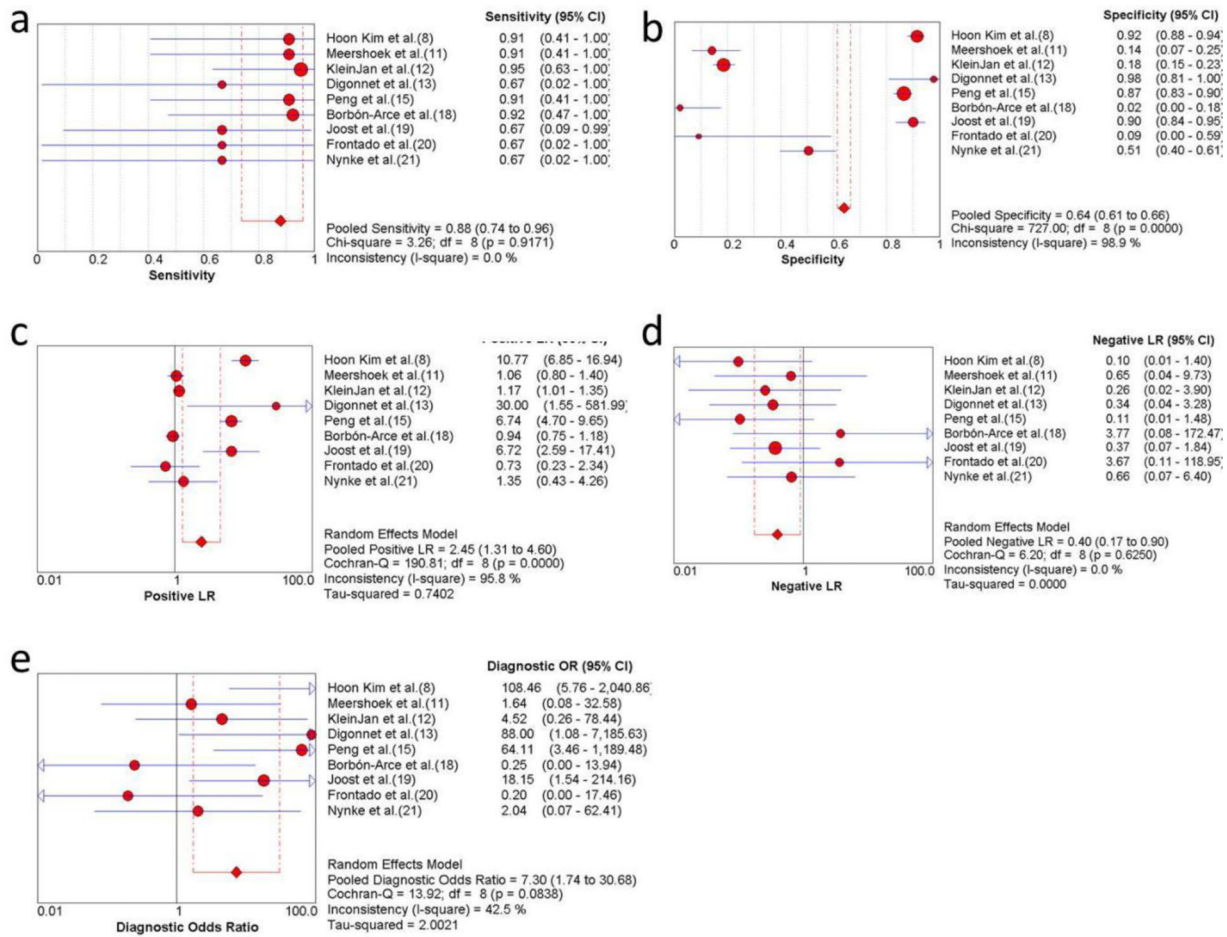 a
Sensitivity (95% CI)
Hoon Kim et al.(8) 0.91 (0.41 - 1.00)
Meershoek et al.(11) 0.91 (0.41 - 1.00)
KleinJan et al.(12) 0.95 (0.63 - 1.00)
Digonnet et al.(13) 0.67 (0.02 - 1.00)
Peng et al.(15) 0.91 (0.41 - 1.00)
Borbón-Arce et al.(18) 0.92 (0.47 - 1.00)
Joost et al.(19) 0.67 (0.09 - 0.99)
Frontado et al.(20) 0.67 (0.02 - 1.00)
Nynke et al.(21) 0.67 (0.02 - 1.00)
Pooled Sensitivity = 0.88 (0.74 to 0.96)
Chi-square = 3.26; df = 8 (p = 0.9171)
Inconsistency (I-square) = 0.0 %
0 0.2 0.4 0.6 0.8 1
Sensitivity
b
Specificity (95% CI)
Hoon Kim et al.(8) 0.92 (0.88 - 0.94)
Meershoek et al.(11) 0.14 (0.07 - 0.25)
KleinJan et al.(12) 0.18 (0.15 - 0.23)
Digonnet et al.(13) 0.98 (0.81 - 1.00)
Peng et al.(15) 0.87 (0.83 - 0.90)
Borbón-Arce et al.(18) 0.02 (0.00 - 0.18)
Joost et al.(19) 0.90 (0.84 - 0.95)
Frontado et al.(20) 0.09 (0.00 - 0.59)
Nynke et al.(21) 0.51 (0.40 - 0.61)
Pooled Specificity = 0.64 (0.61 to 0.66)
Chi-square = 727.00; df = 8 (p = 0.0000)
Inconsistency (I-square) = 98.9 %
0 0.2 0.4 0.6 0.8 1
Specificity
c
Hoon Kim et al.(8) 10.77 (6.85 - 16.94)
Meershoek et al.(11) 1.06 (0.80 - 1.40)
KleinJan et al.(12) 1.17 (1.01 - 1.35)
Digonnet et al.(13) 30.00 (1.55 - 581.99)
Peng et al.(15) 6.74 (4.70 - 9.65)
Borbón-Arce et al.(18) 0.94 (0.75 - 1.18)
Joost et al.(19) 6.72 (2.59 - 17.41)
Frontado et al.(20) 0.73 (0.23 - 2.34)
Nynke et al.(21) 1.35 (0.43 - 4.26)
Random Effects Model
Pooled Positive LR = 2.45 (1.31 to 4.60)
Cochran-Q = 190.81; df = 8 (p = 0.0000)
Inconsistency (I-square) = 95.8 %
Tau-squared = 0.7402
0.01 1 100.0
Positive LR
d
Negative LR (95% CI)
Hoon Kim et al.(8) 0.10 (0.01 - 1.40)
Meershoek et al.(11) 0.65 (0.04 - 9.73)
KleinJan et al.(12) 0.26 (0.02 - 3.90)
Digonnet et al.(13) 0.34 (0.04 - 3.28)
Peng et al.(15) 0.11 (0.01 - 1.48)
Borbón-Arce et al.(18) 3.77 (0.08 - 172.47)
Joost et al.(19) 0.37 (0.07 - 1.84)
Frontado et al.(20) 3.67 (0.11 - 118.95)
Nynke et al.(21) 0.66 (0.07 - 6.40)
Random Effects Model
Pooled Negative LR = 0.40 (0.17 to 0.90)
Cochran-Q = 6.20; df = 8 (p = 0.6250)
Inconsistency (I-square) = 0.0 %
Tau-squared = 0.0000
0.01 1 100.0
Negative LR
e
Diagnostic OR (95% CI)
Hoon Kim et al.(8) 108.46 (5.76 - 2,040.86)
Meershoek et al.(11) 1.64 (0.08 - 32.58)
KleinJan et al.(12) 4.52 (0.26 - 78.44)
Digonnet et al.(13) 88.00 (1.08 - 7,185.63)
Peng et al.(15) 64.11 (3.46 - 1,189.48)
Borbón-Arce et al.(18) 0.25 (0.00 - 13.94)
Joost et al.(19) 18.15 (1.54 - 214.16)
Frontado et al.(20) 0.20 (0.00 - 17.46)
Nynke et al.(21) 2.04 (0.07 - 62.41)
Random Effects Model
Pooled Diagnostic Odds Ratio = 7.30 (1.74 to 30.68)
Cochran-Q = 13.92; df = 8 (p = 0.0838)
Inconsistency (I-square) = 42.5 %
Tau-squared = 2.0021
0.01 1 100.0
Diagnostic Odds Ratio